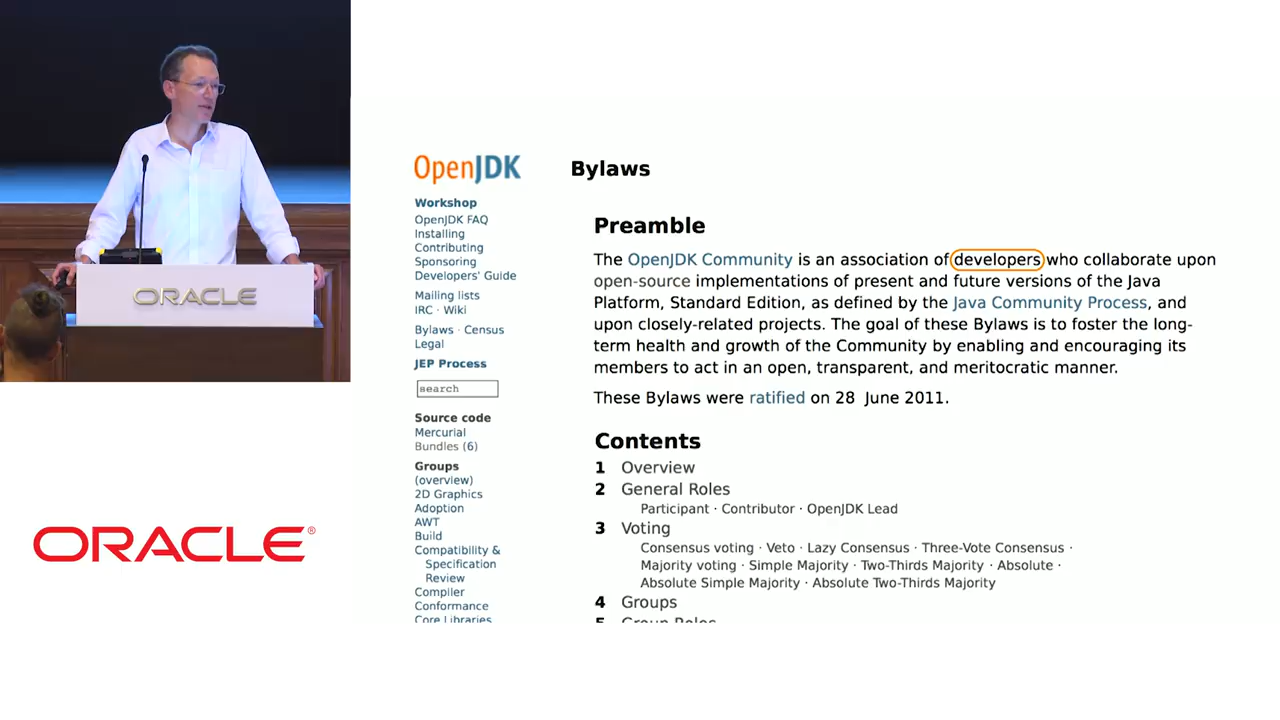 ORACLE
ORACLE®
OpenJDK
Workshop
OpenJDK FAQ
Installing
Contributing
Sponsoring
Developers' Guide
Mailing lists
IRC · Wiki
Bylaws · Census
Legal
JEP Process
search
Source code
Mercurial
Bundles (6)
Groups
(overview)
2D Graphics
Adoption
AWT
Build
Compatibility &
Specification
Review
Compiler
Conformance
Core Libraries
Bylaws
Preamble
The OpenJDK Community is an association of developers who collaborate upon
open-source implementations of present and future versions of the Java
Platform, Standard Edition, as defined by the Java Community Process, and
upon closely-related projects. The goal of these Bylaws is to foster the long-
term health and growth of the Community by enabling and encouraging its
members to act in an open, transparent, and meritocratic manner.
These Bylaws were ratified on 28 June 2011.
Contents
1 Overview
2 General Roles
Participant · Contributor · OpenJDK Lead
3 Voting
Consensus voting · Veto · Lazy Consensus · Three-Vote Consensus ·
Majority voting · Simple Majority · Two-Thirds Majority · Absolute ·
Absolute Simple Majority · Absolute Two-Thirds Majority
4 Groups
5 Group Roles